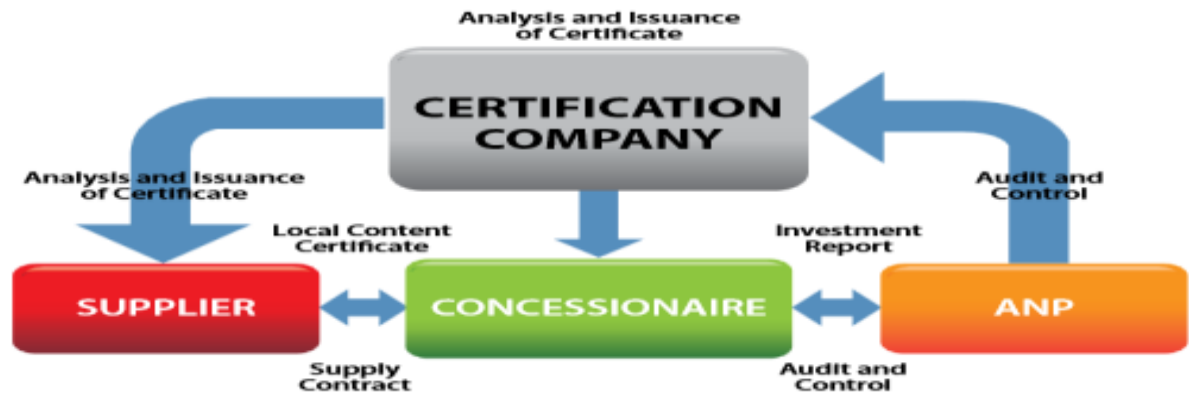 Analysis and Issuance
of Certificate
CERTIFICATION
COMPANY
Analysis and Issuance
of Certificate
Audit and
Control
Local Content
Certificate
Investment
Report
SUPPLIER
CONCESSIONAIRE
ANP
Supply
Contract
Audit and
Control